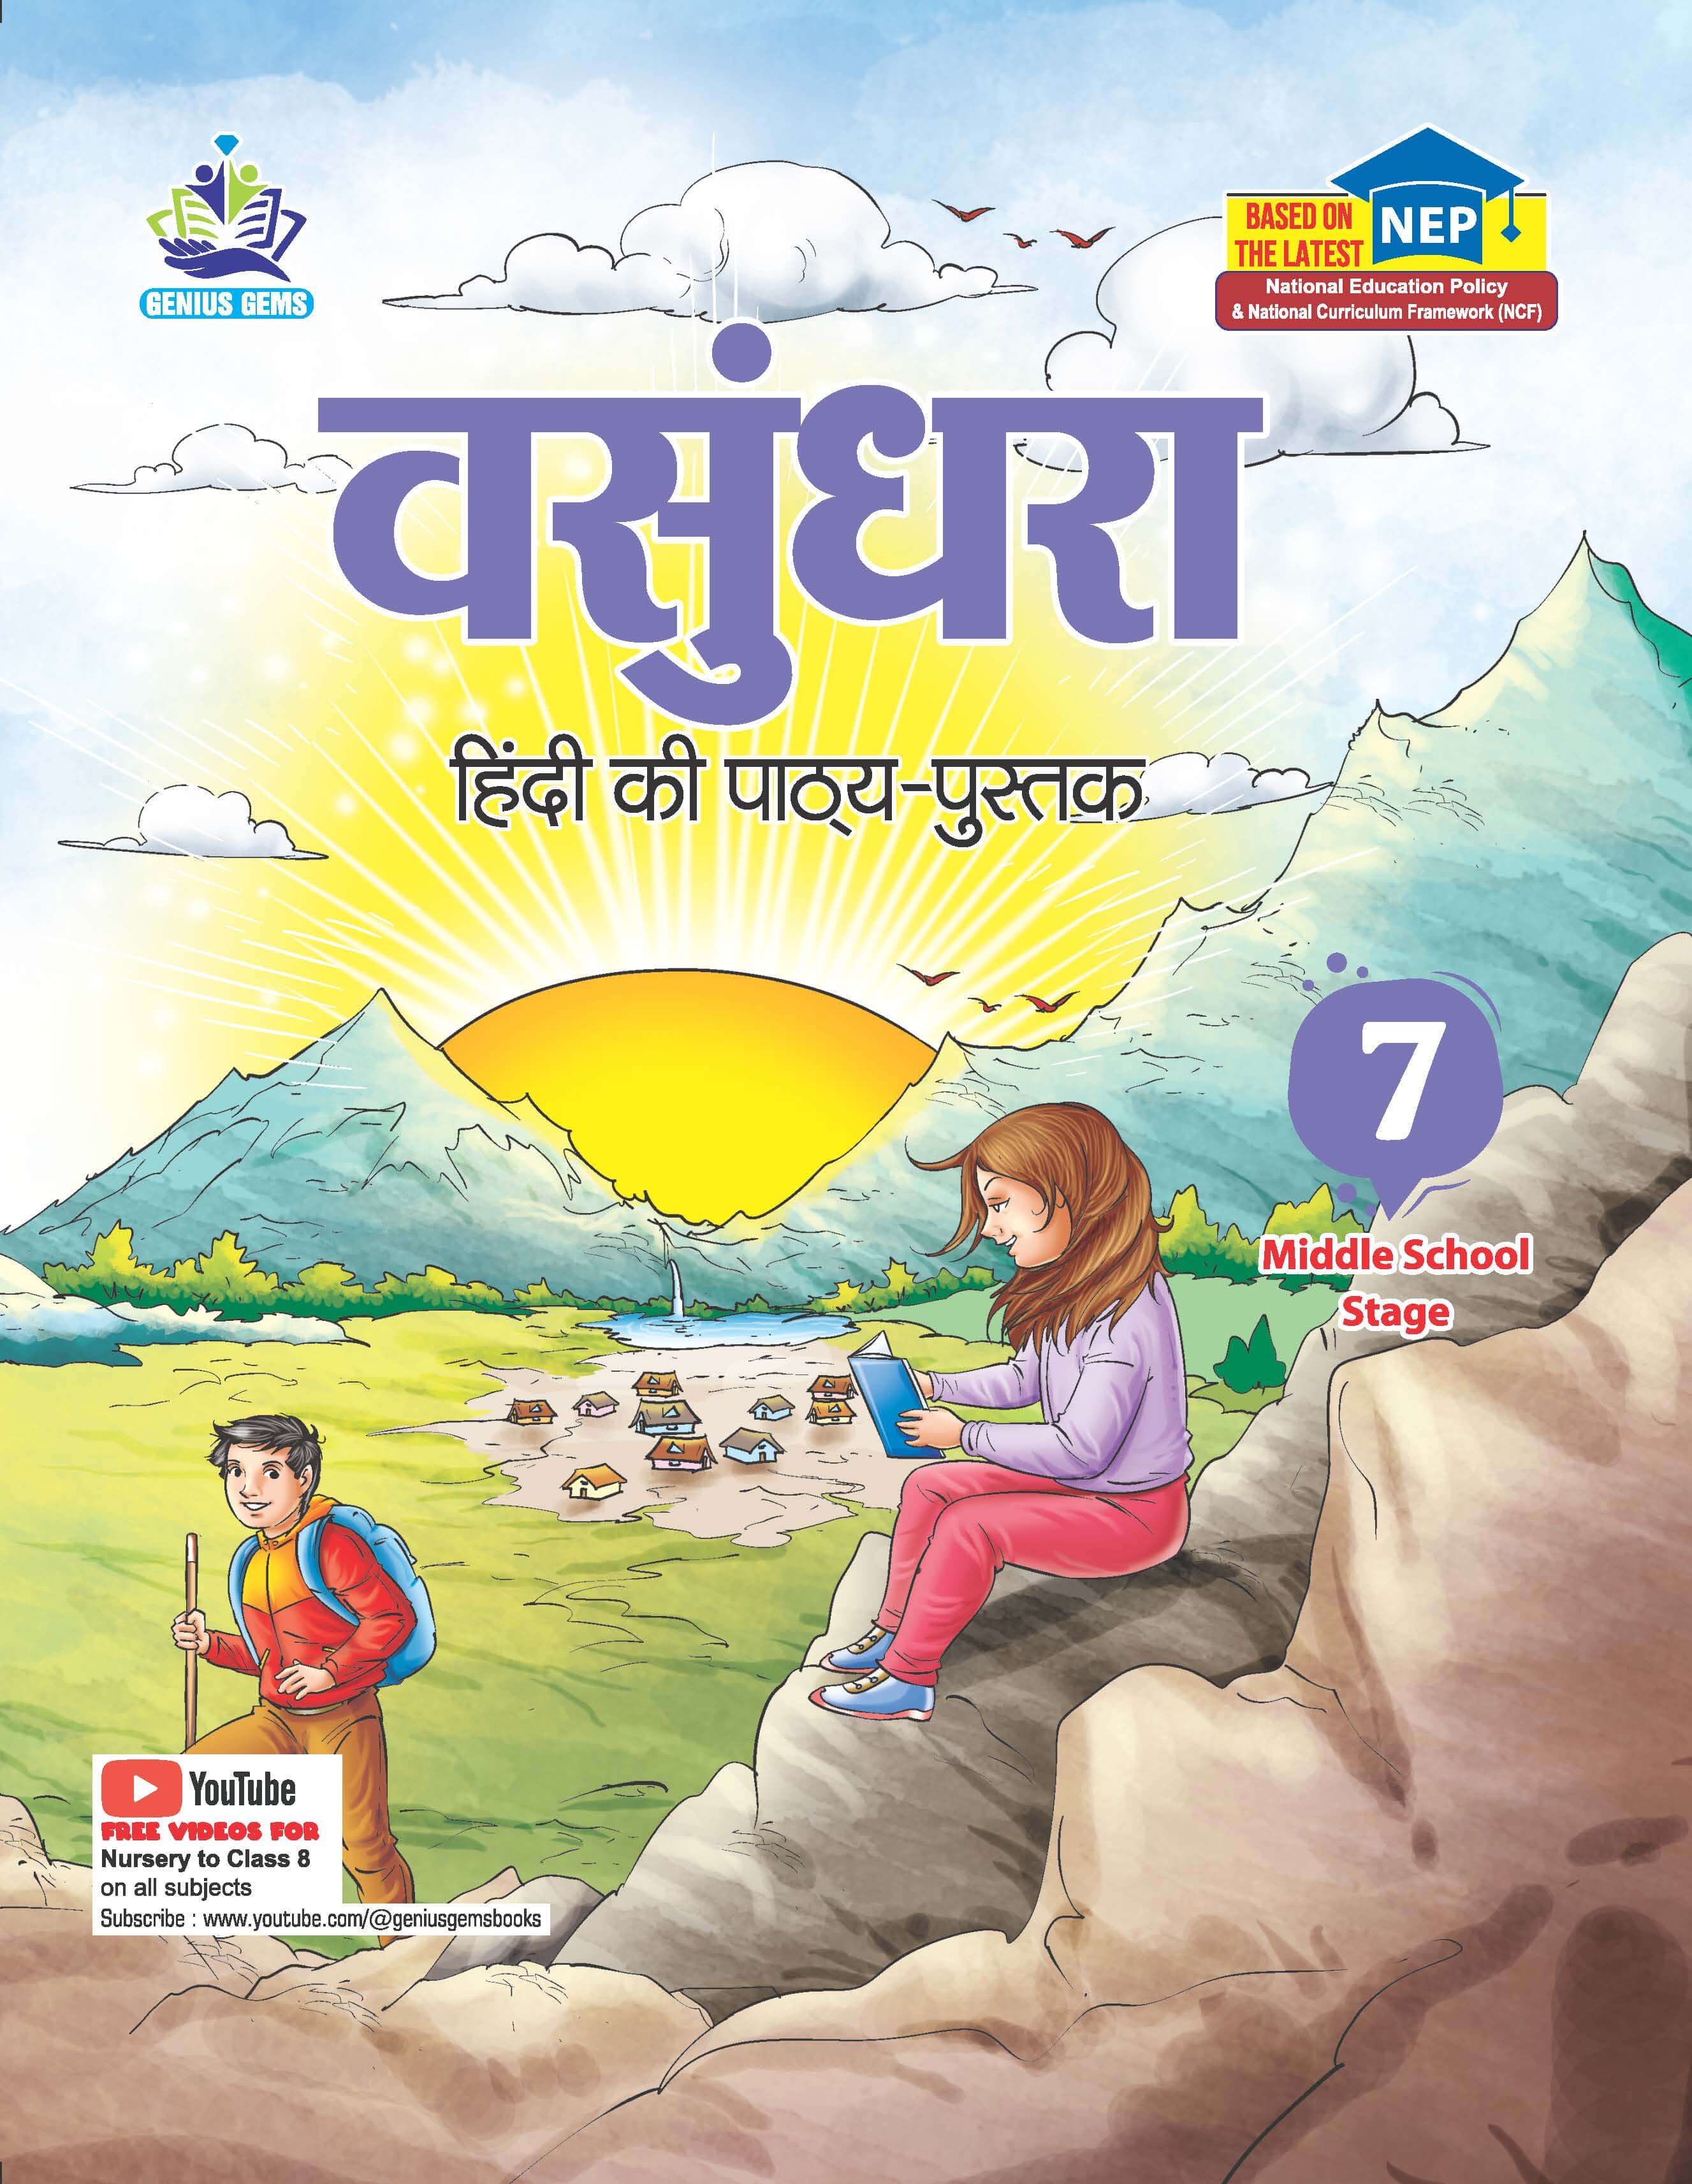 GENIUS GEMS
BASED ON
THE LATEST
NEP
National Education Policy
& National Curriculum Framework (NCF)
वसुंधरा
हिंदी की पाठ्य-पुस्तक
7
Middle School
Stage
YouTube
FREE VIDEOS FOR
Nursery to Class 8
on all subjects
Subscribe : www.youtube.com/@geniusgemsbooks